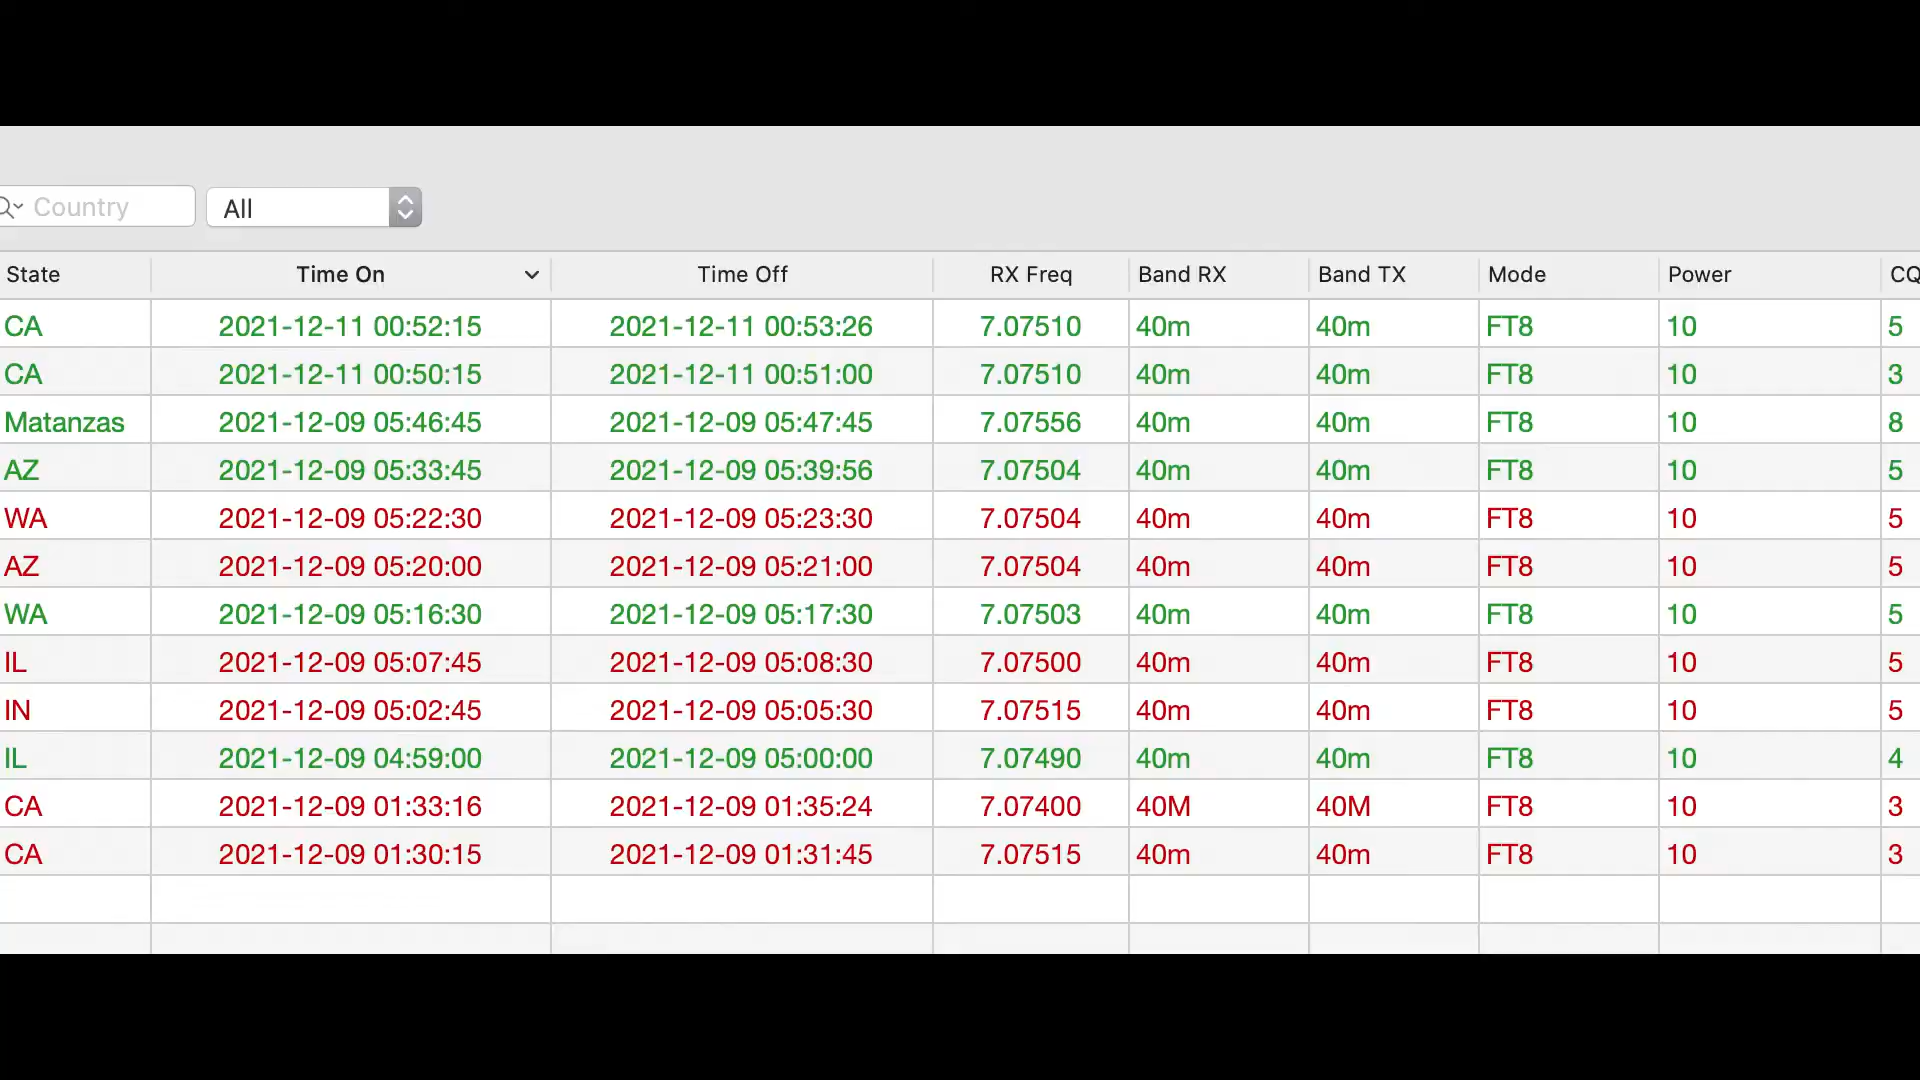 Country All
State Time On Time Off RX Freq Band RX Band TX Mode Power CQ
CA 2021-12-11 00:52:15 2021-12-11 00:53:26 7.07510 40m 40m FT8 10 5
CA 2021-12-11 00:50:15 2021-12-11 00:51:00 7.07510 40m 40m FT8 10 3
Matanzas 2021-12-09 05:46:45 2021-12-09 05:47:45 7.07556 40m 40m FT8 10 8
AZ 2021-12-09 05:33:45 2021-12-09 05:39:56 7.07504 40m 40m FT8 10 5
WA 2021-12-09 05:22:30 2021-12-09 05:23:30 7.07504 40m 40m FT8 10 5
AZ 2021-12-09 05:20:00 2021-12-09 05:21:00 7.07504 40m 40m FT8 10 5
WA 2021-12-09 05:16:30 2021-12-09 05:17:30 7.07503 40m 40m FT8 10 5
IL 2021-12-09 05:07:45 2021-12-09 05:08:30 7.07500 40m 40m FT8 10 5
IN 2021-12-09 05:02:45 2021-12-09 05:05:30 7.07515 40m 40m FT8 10 5
IL 2021-12-09 04:59:00 2021-12-09 05:00:00 7.07490 40m 40m FT8 10 4
CA 2021-12-09 01:33:16 2021-12-09 01:35:24 7.07400 40M 40M FT8 10 3
CA 2021-12-09 01:30:15 2021-12-09 01:31:45 7.07515 40m 40m FT8 10 3